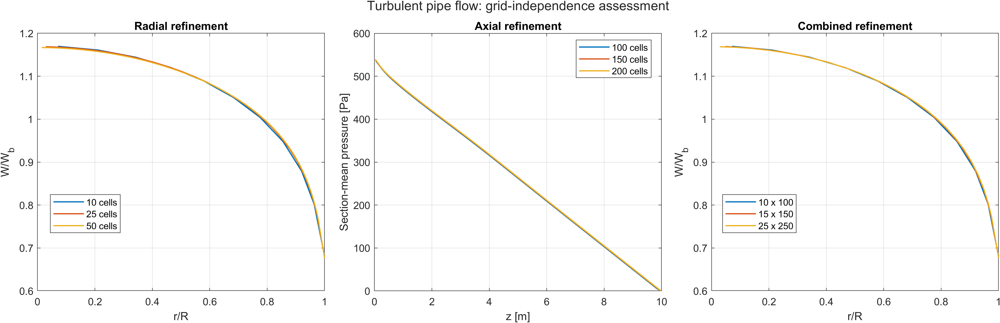 Turbulent pipe flow: grid-independence assessment
Radial refinement
1.2
1.1
1
0.9
0.8
0.7
0.6
0
0.2
0.4
0.6
0.8
1
W/Wb
r/R
10 cells
25 cells
50 cells
Axial refinement
600
500
400
300
200
100
0
0
2
4
6
8
10
Section-mean pressure [Pa]
z [m]
100 cells
150 cells
200 cells
Combined refinement
1.2
1.1
1
0.9
0.8
0.7
0.6
0
0.2
0.4
0.6
0.8
1
W/Wb
r/R
10 x 100
15 x 150
25 x 250